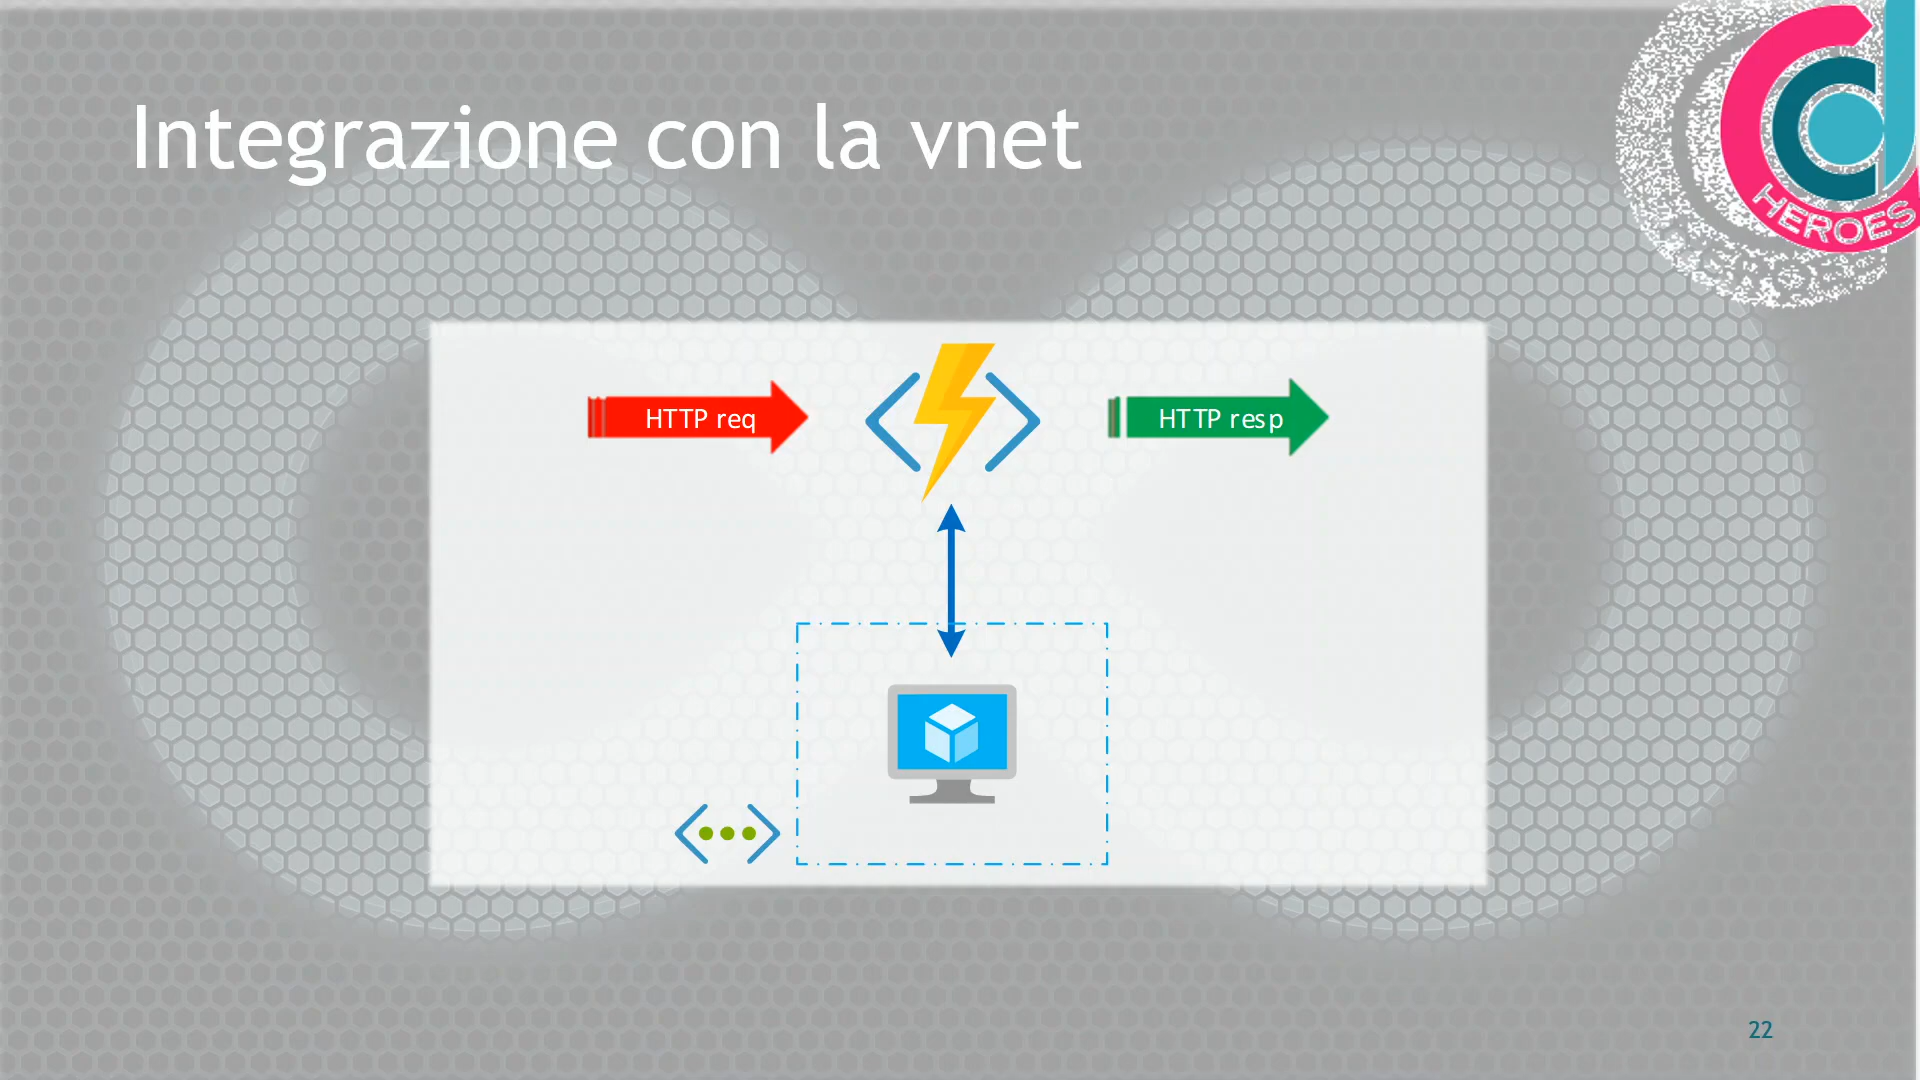 Integrazione con la vnet
HEROES
HTTP req
HTTP resp
22